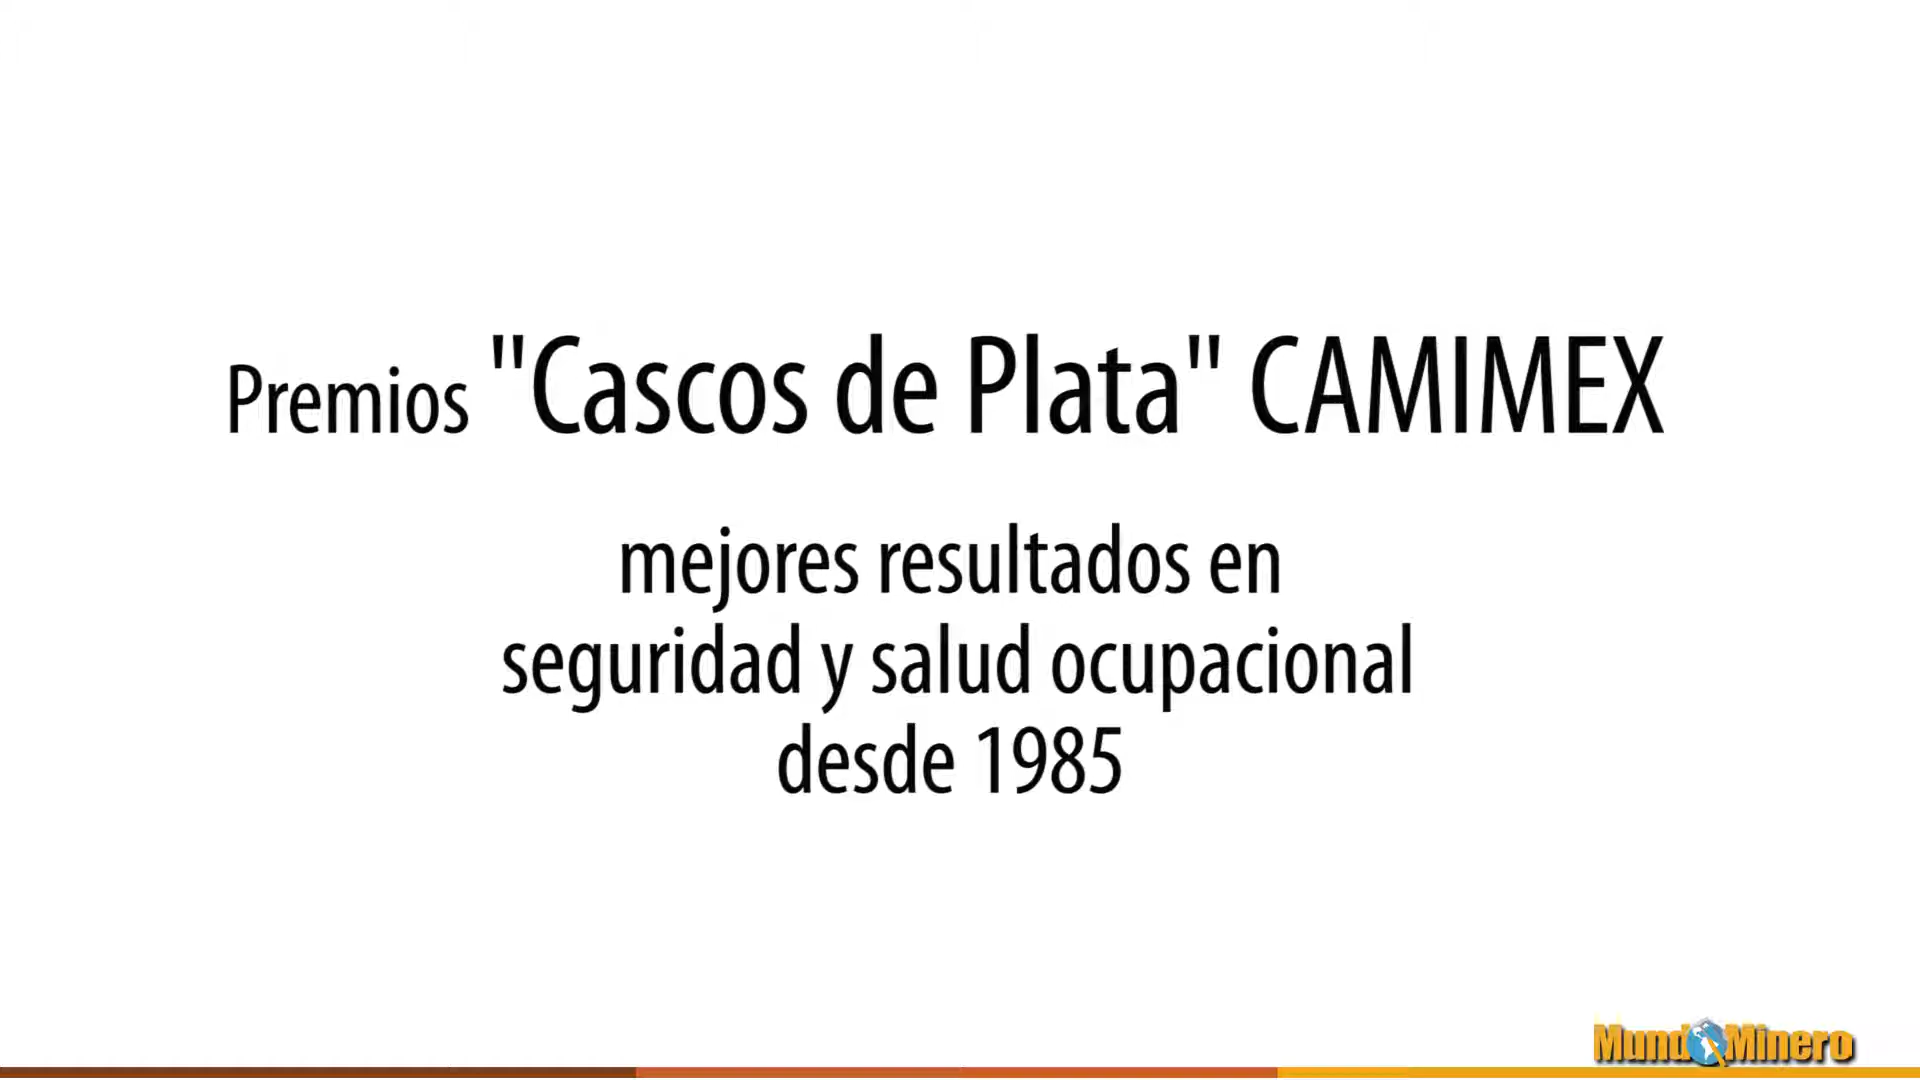 Premios "Cascos de Plata" CAMIMEX
mejores resultados en
seguridad y salud ocupacional
desde 1985
Mundo Minero